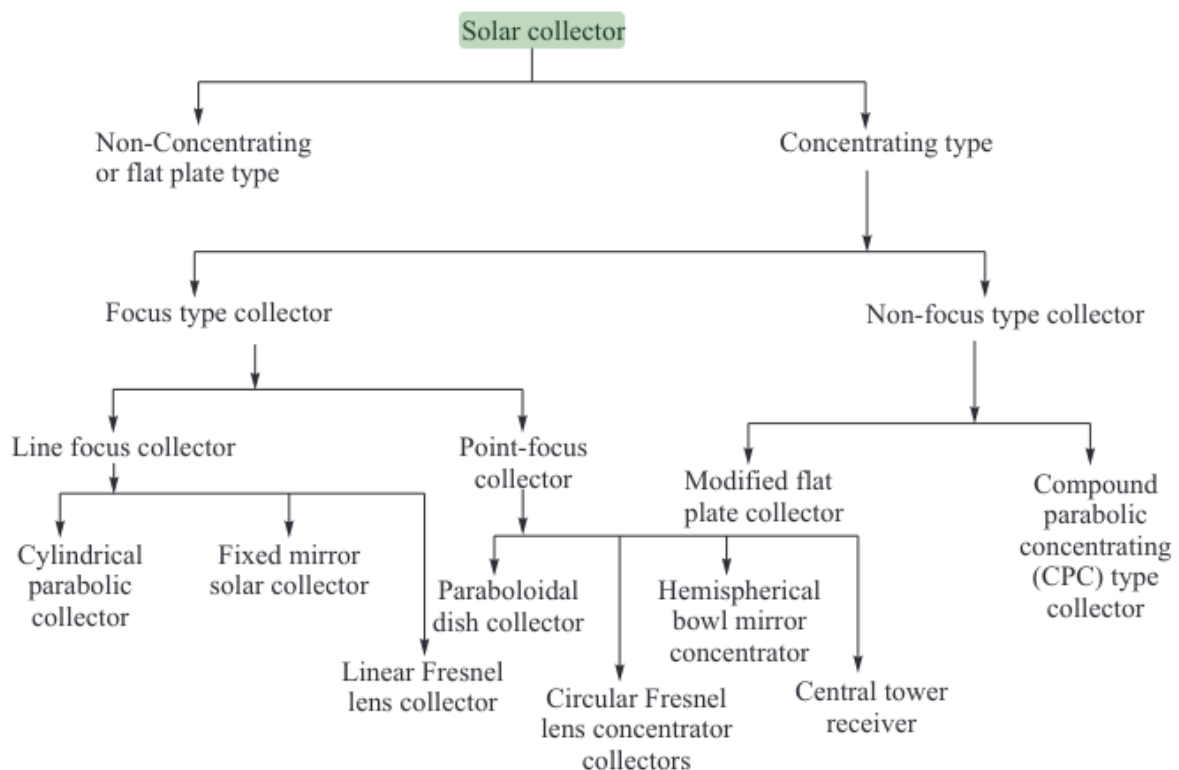 Solar collector
Non-Concentrating
or flat plate type
Concentrating type
Focus type collector
Non-focus type collector
Line focus collector
Point-focus
collector
Modified flat
plate collector
Compound
parabolic
concentrating
(CPC) type
collector
Cylindrical
parabolic
collector
Fixed mirror
solar collector
Linear Fresnel
lens collector
Paraboloidal
dish collector
Circular Fresnel
lens concentrator
collectors
Hemispherical
bowl mirror
concentrator
Central tower
receiver